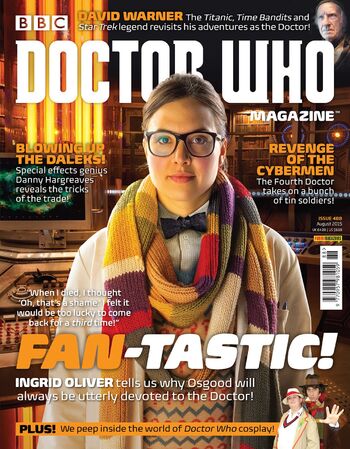 BBC
DAVID WARNER The Titanic, Time Bandits and
Star Trek legend revisits his adventures as the Doctor!
DOCTOR WHO
MAGAZINE
BLOWING UP
THE DALEKS!
Special effects genius
Danny Hargreaves
reveals the tricks
of the trade!
REVENGE
OF THE
CYBERMEN
The Fourth Doctor
takes on a bunch
of tin soldiers!
ISSUE 488
August 2015
"When I died, I thought
'Oh, that's a shame.' I felt it
would be too lucky to come
back for a third time!"
FAN-TASTIC!
INGRID OLIVER tells us why Osgood will
always be utterly devoted to the Doctor!
PLUS! We peep inside the world of Doctor Who cosplay!